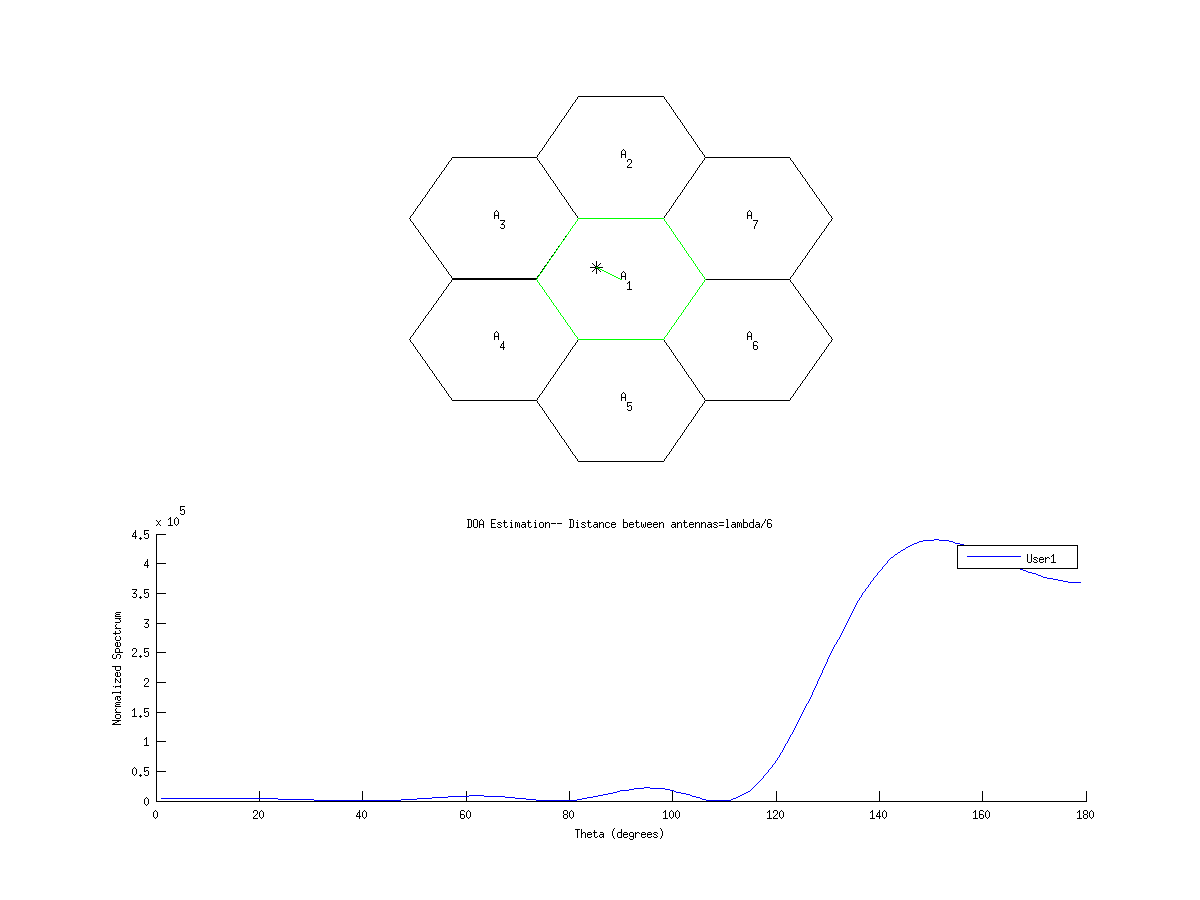 A2
A3
A7
A1
A4
A6
A5
x 10^5
DOA Estimation-- Distance between antennas=lambda/6
4.5
4
3.5
3
2.5
2
1.5
1
0.5
0
Normalized Spectrum
User1
0 20 40 60 80 100 120 140 160 180
Theta (degrees)